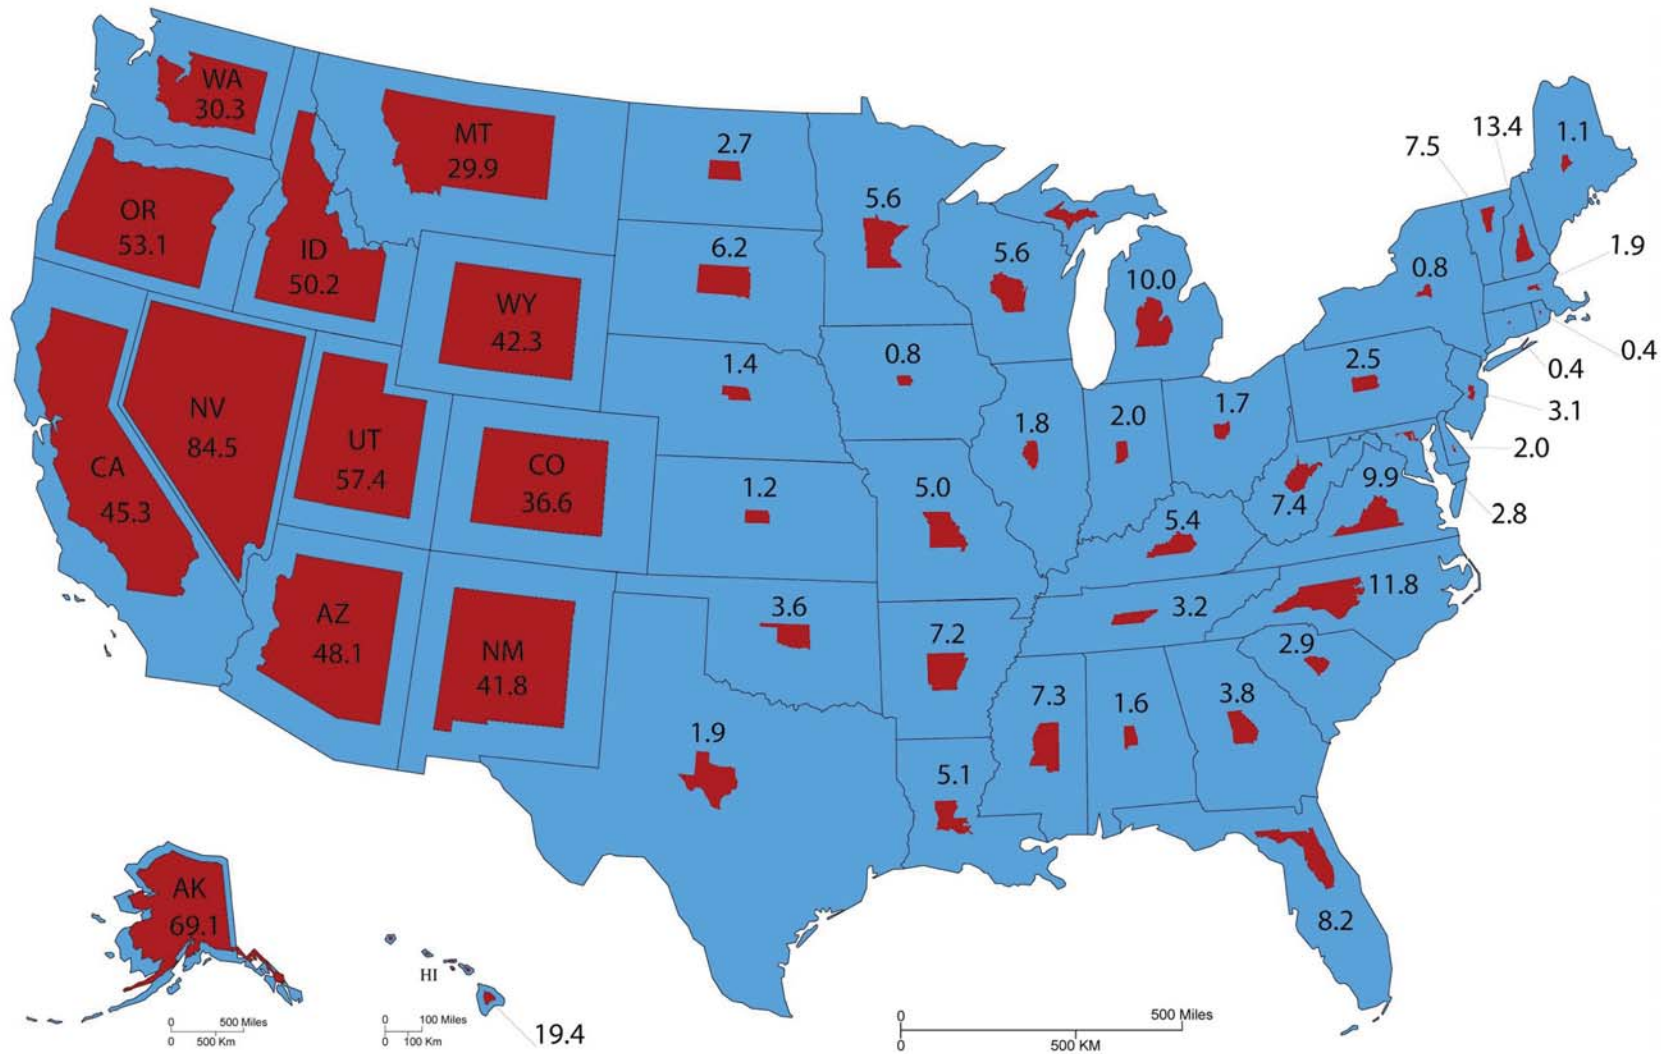 WA
30.3
MT
29.9
2.7
5.6
7.5
13.4
1.1
OR
53.1
ID
50.2
WY
42.3
6.2
5.6
10.0
0.8
1.9
1.4
0.8
2.5
0.4
0.4
3.1
CA
45.3
NV
84.5
UT
57.4
CO
36.6
1.2
5.0
1.8
2.0
1.7
7.4
9.9
2.0
2.8
5.4
AZ
48.1
NM
41.8
3.6
7.2
3.2
11.8
2.9
1.9
5.1
7.3
1.6
3.8
8.2
AK
69.1
HI
19.4
0 500 Miles
0 500 Km
0 100 Miles
0 100 Km
0 500 Miles
0 500 KM